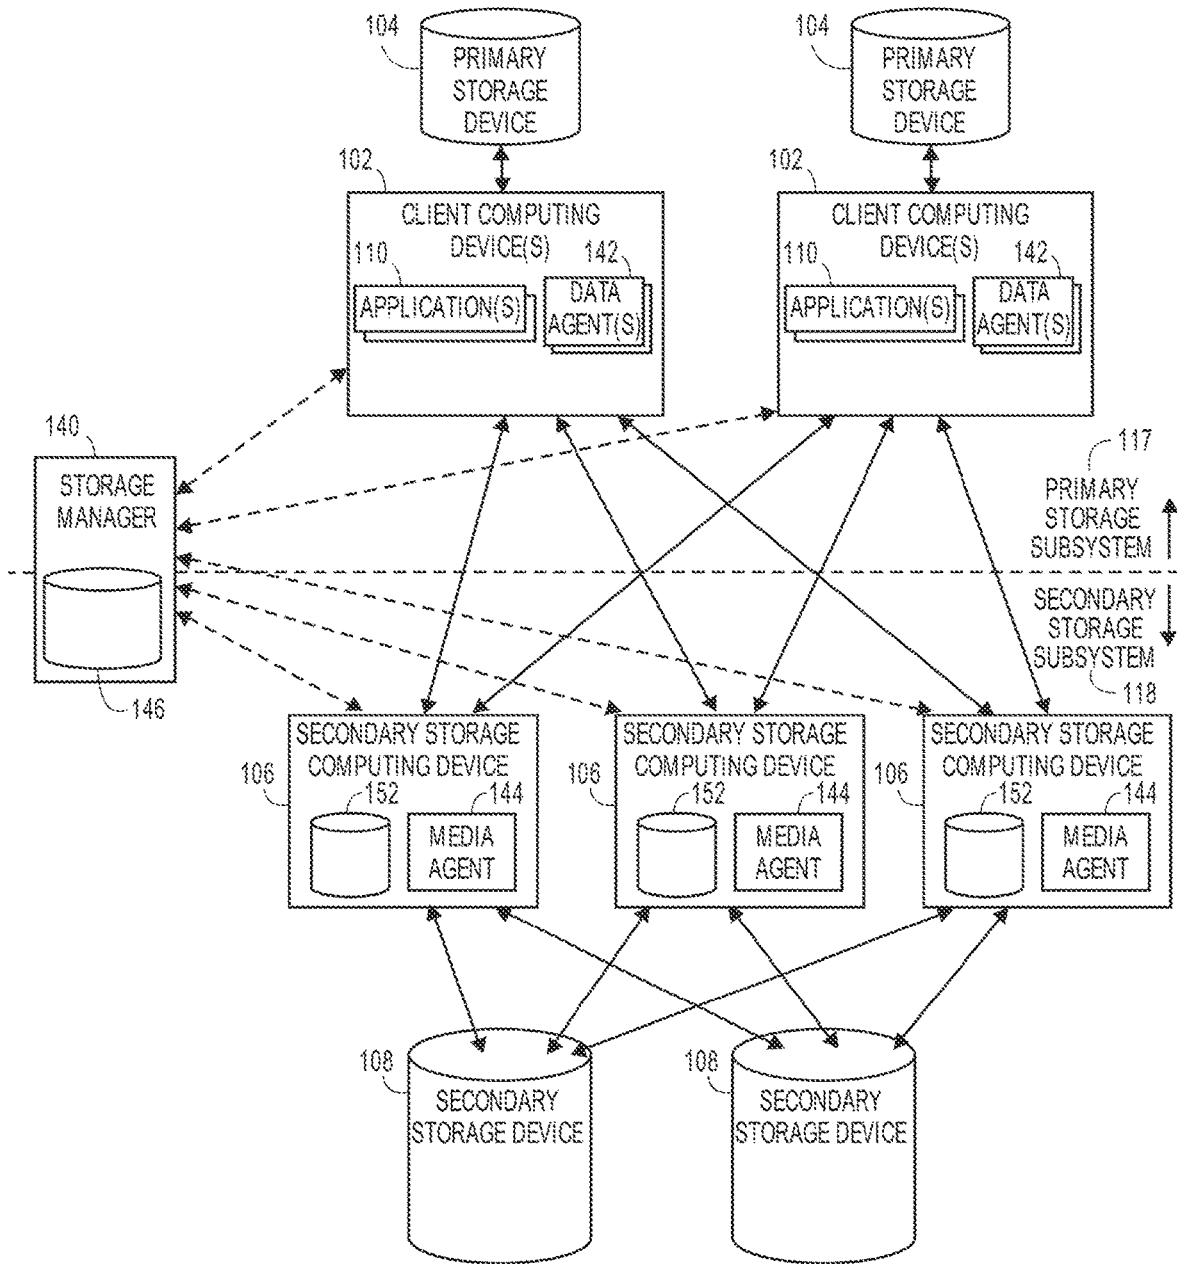 104
PRIMARY
STORAGE
DEVICE
104
PRIMARY
STORAGE
DEVICE
102
CLIENT COMPUTING
DEVICE(S)
110
APPLICATION(S)
142
DATA
AGENT(S)
102
CLIENT COMPUTING
DEVICE(S)
110
APPLICATION(S)
142
DATA
AGENT(S)
140
STORAGE
MANAGER
146
117
PRIMARY
STORAGE
SUBSYSTEM
SECONDARY
STORAGE
SUBSYSTEM
118
106
SECONDARY STORAGE
COMPUTING DEVICE
152
144
MEDIA
AGENT
106
SECONDARY STORAGE
COMPUTING DEVICE
152
144
MEDIA
AGENT
106
SECONDARY STORAGE
COMPUTING DEVICE
152
144
MEDIA
AGENT
108
SECONDARY
STORAGE DEVICE
108
SECONDARY
STORAGE DEVICE